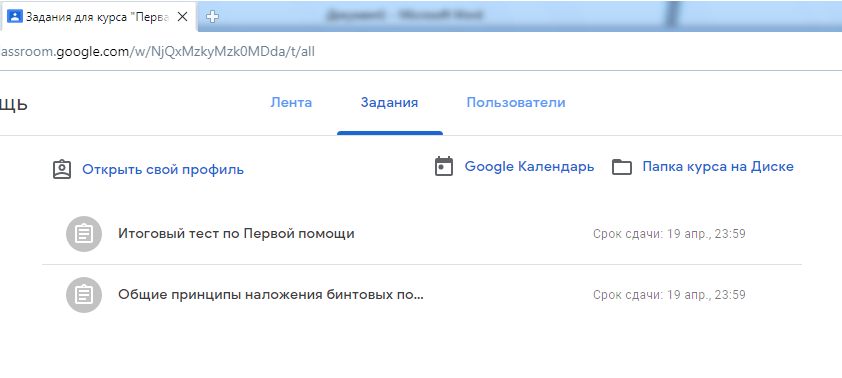 Задания для курса "Перва
assroom.google.com/w/NjQxMzkyMzk0MDda/t/all
щь
Лента Задания Пользователи
Открыть свой профиль Google Календарь Папка курса на Диске
Итоговый тест по Первой помощи Срок сдачи: 19 апр., 23:59
Общие принципы наложения бинтовых по... Срок сдачи: 19 апр., 23:59